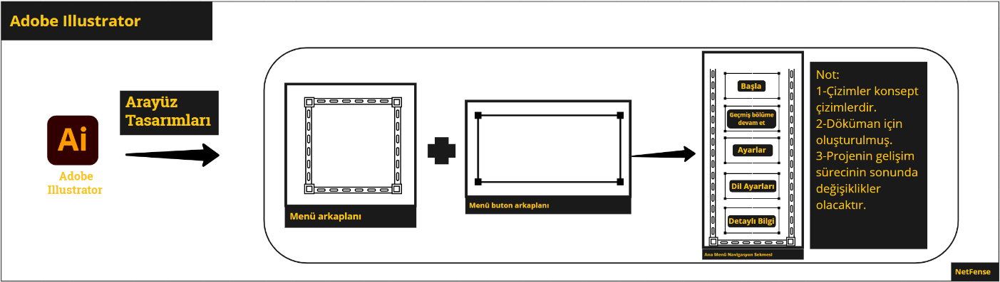 Adobe Illustrator
Arayüz
Tasarımları
Ai
Adobe
Illustrator
Menü arkaplanı
Menü buton arkaplanı
Başla
Geçmiş bölüme
devam et
Ayarlar
Dil Ayarları
Detaylı Bilgi
Ana Menü Navigasyon Sekmesi
Not:
1-Çizimler konsept
çizimlerdir.
2-Döküman için
oluşturulmuş.
3-Projenin gelişim
sürecinin sonunda
değişiklikler
olacaktır.
NetFense